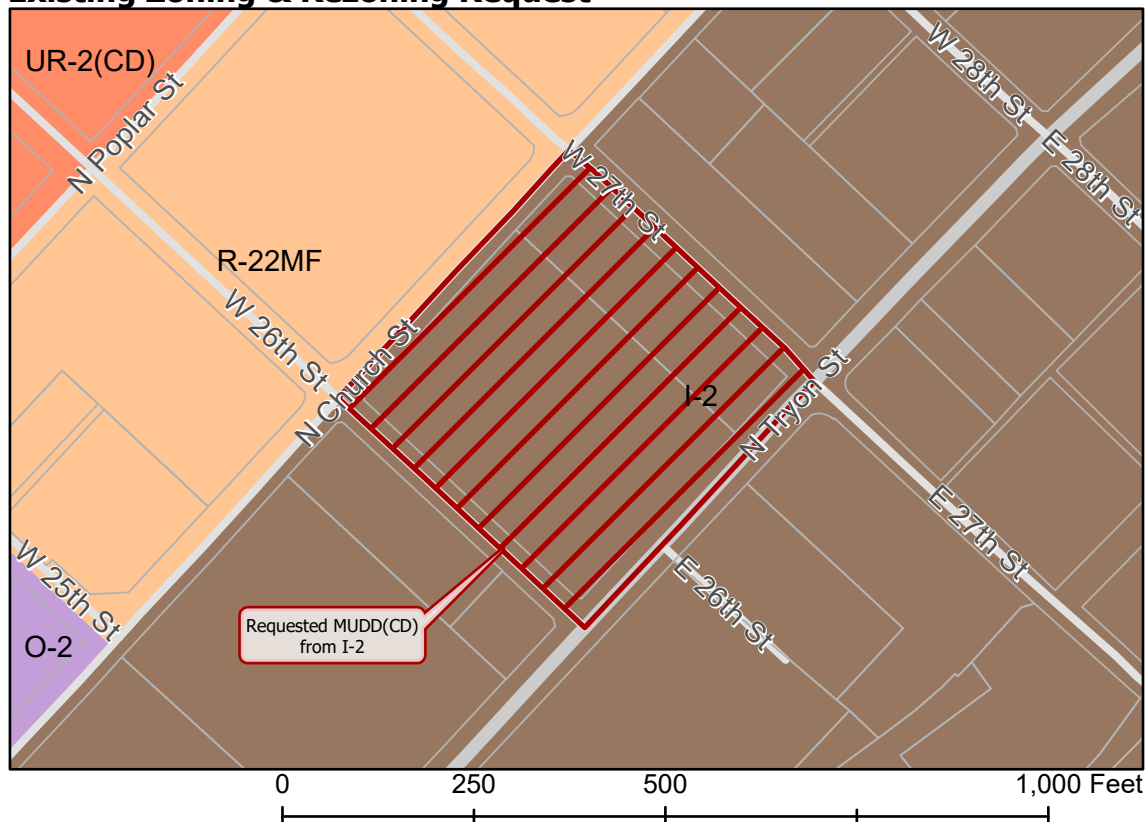 Existing Zoning & Rezoning Request
UR-2(CD)
N Poplar St
W 28th St
E 28th St
W 27th St
R-22MF
W 26th St
N Church St
I-2
N Tryon St
E 27th St
W 25th St
E 26th St
O-2
Requested MUDD(CD)
from I-2
0 250 500 1,000 Feet